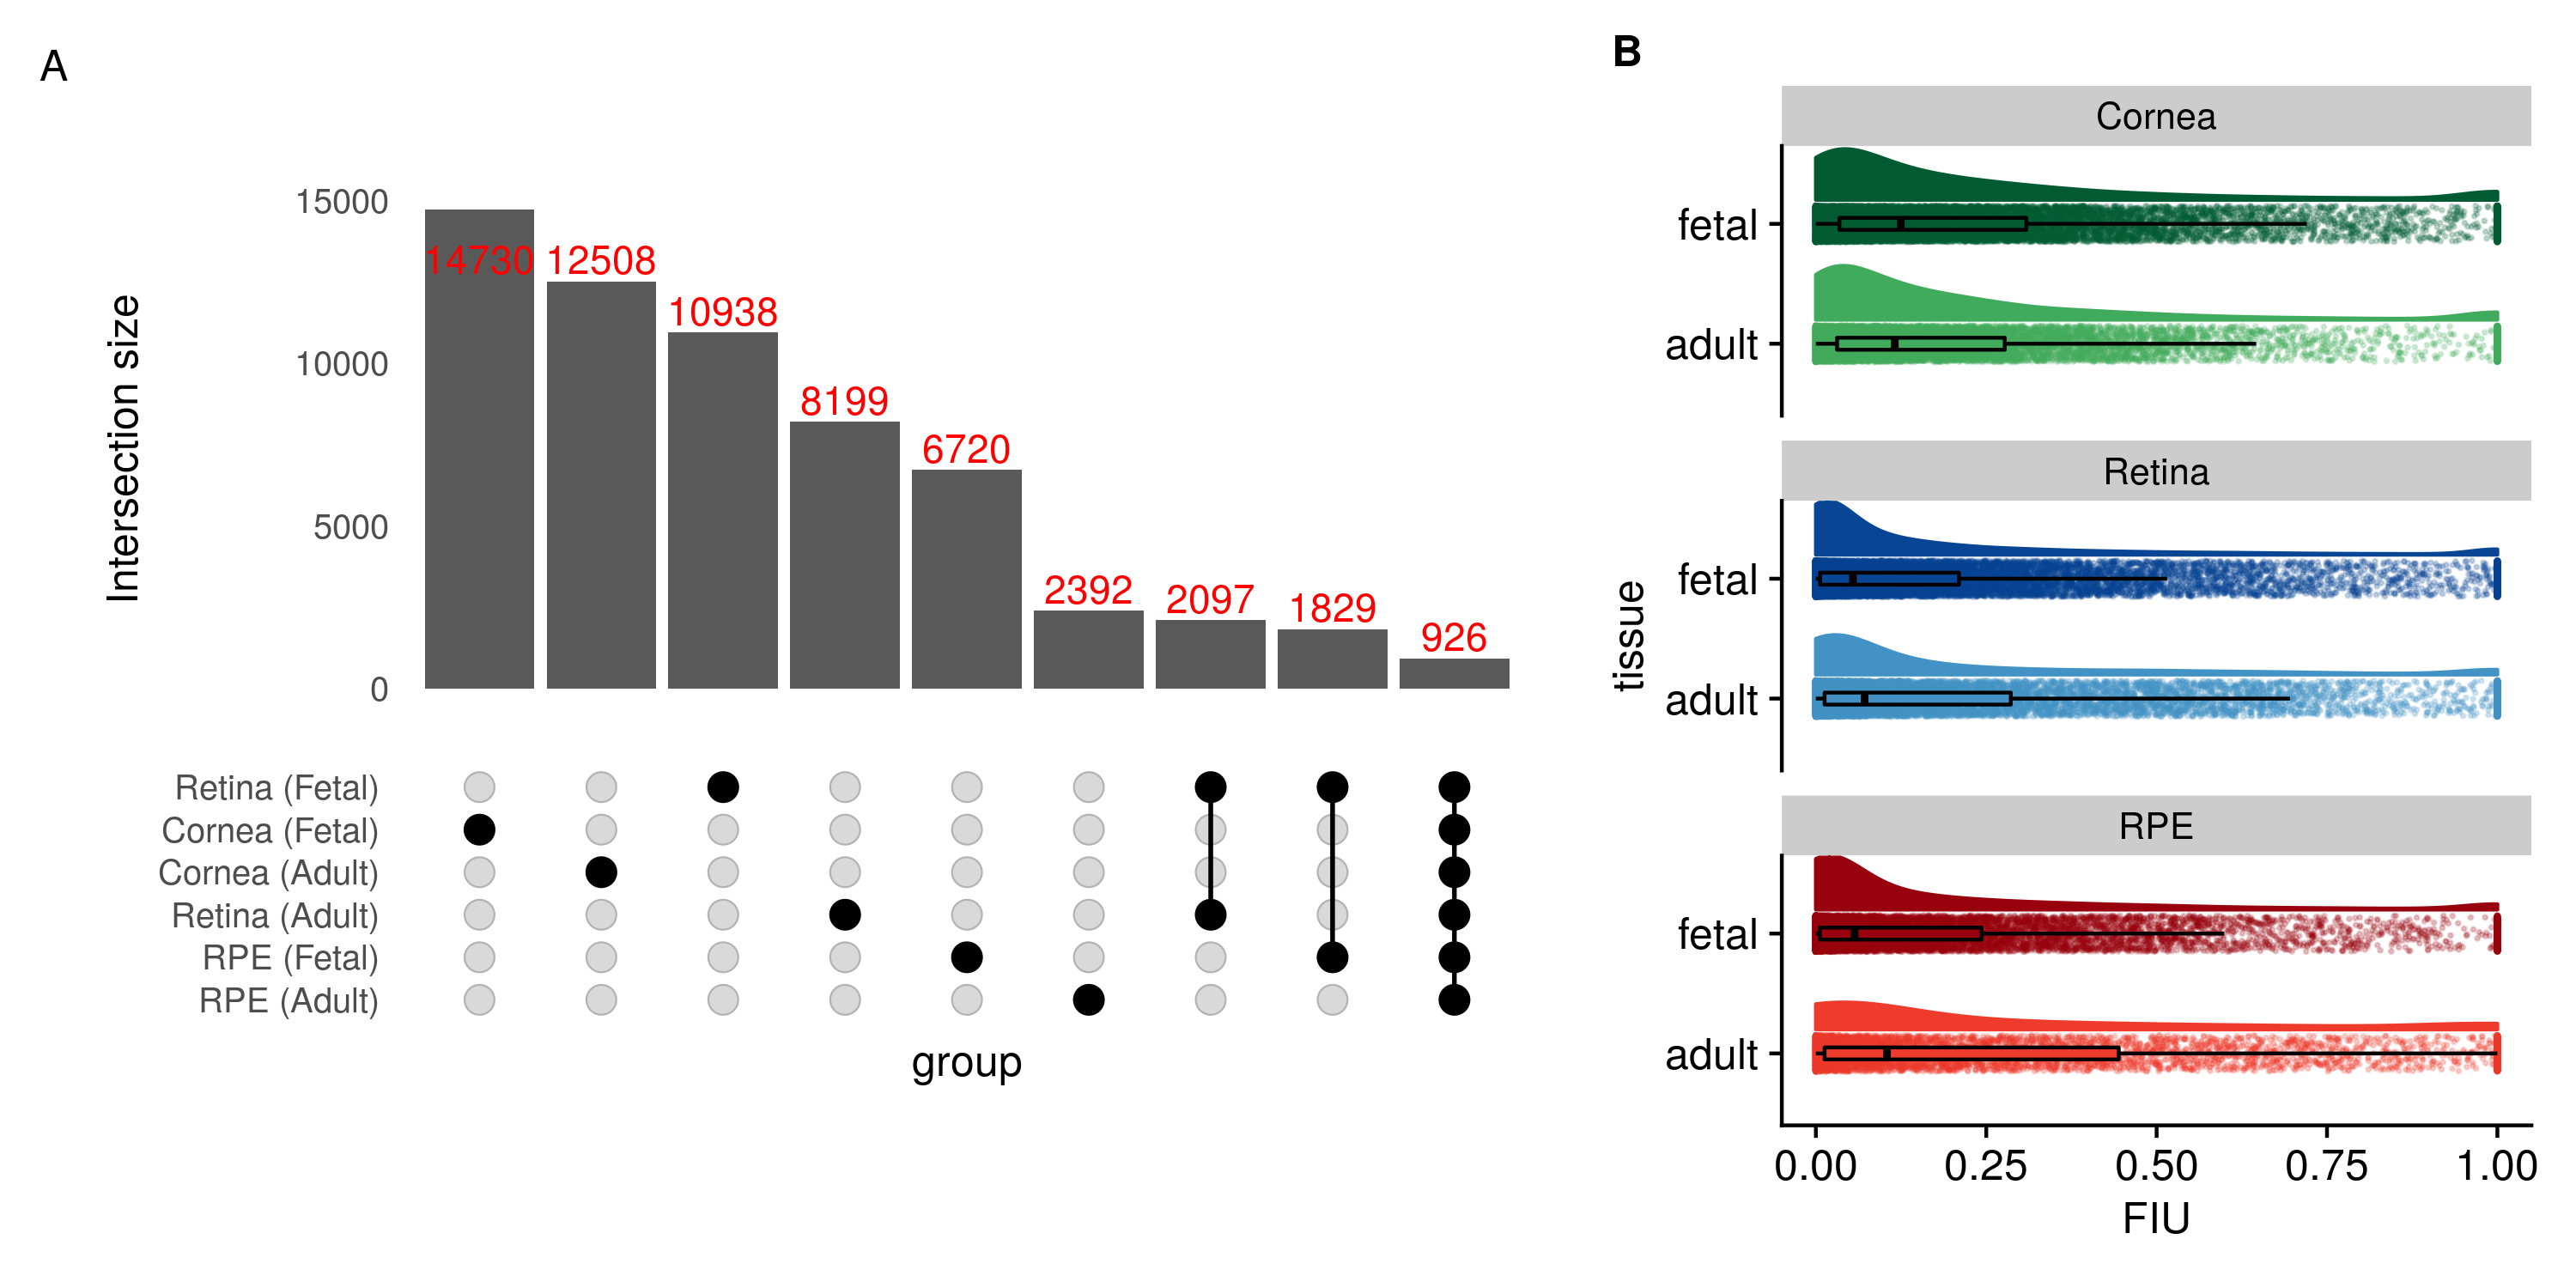 A
15000
10000
5000
0
Intersection size
14730 12508 10938 8199 6720 2392 2097 1829 926
Retina (Fetal)
Cornea (Fetal)
Cornea (Adult)
Retina (Adult)
RPE (Fetal)
RPE (Adult)
group
B
Cornea
fetal
adult
Retina
fetal
adult
RPE
fetal
adult
tissue
0.00 0.25 0.50 0.75 1.00
FIU